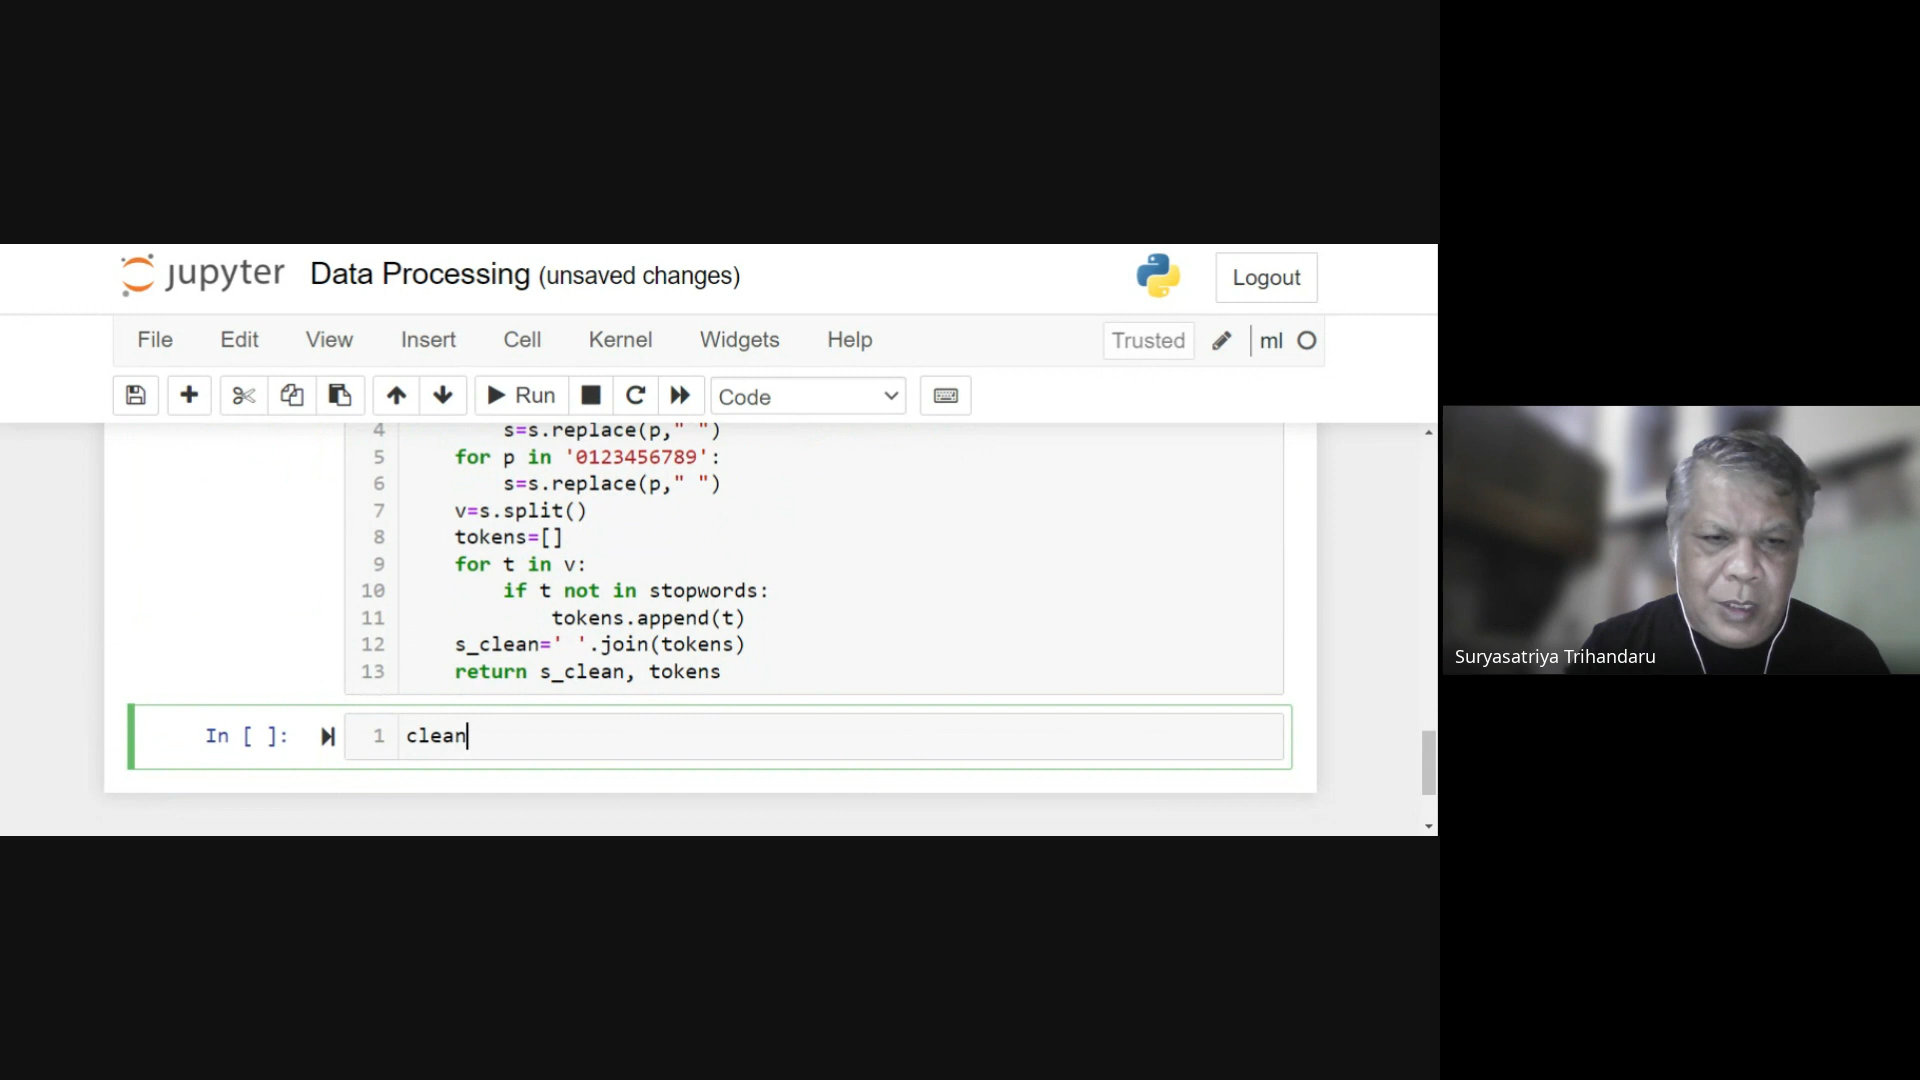 jupyter Data Processing (unsaved changes) Logout
File Edit View Insert Cell Kernel Widgets Help Trusted ml
Run Code
4 s=s.replace(p," ")
5 for p in '0123456789':
6 s=s.replace(p," ")
7 v=s.split()
8 tokens=[]
9 for t in v:
10 if t not in stopwords:
11 tokens.append(t)
12 s_clean=' '.join(tokens)
13 return s_clean, tokens
In [ ]: 1 clean
Suryasatriya Trihandaru